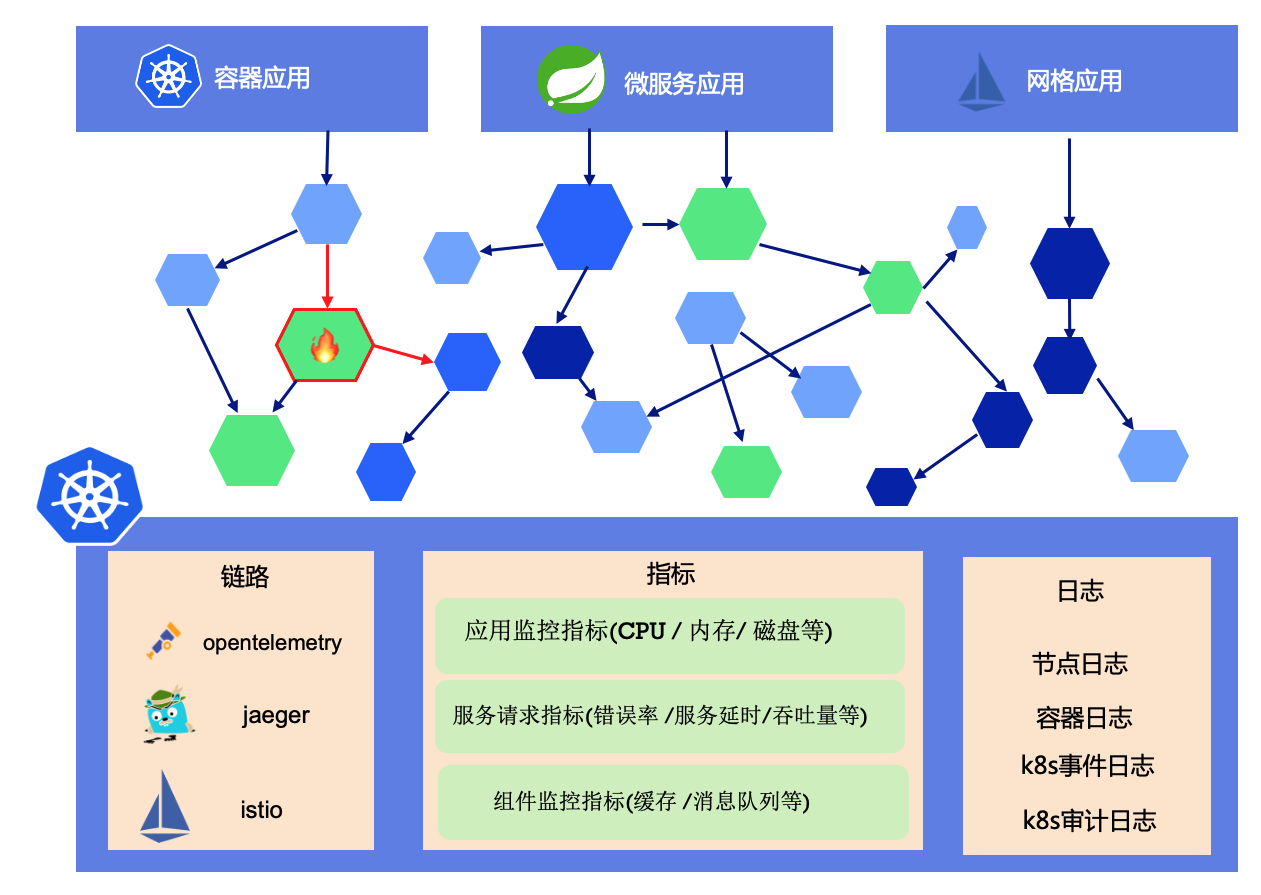 容器应用
微服务应用
网格应用
链路
opentelemetry
jaeger
istio
指标
应用监控指标(CPU / 内存/ 磁盘等)
服务请求指标(错误率 /服务延时/吞吐量等)
组件监控指标(缓存 /消息队列等)
日志
节点日志
容器日志
k8s事件日志
k8s审计日志